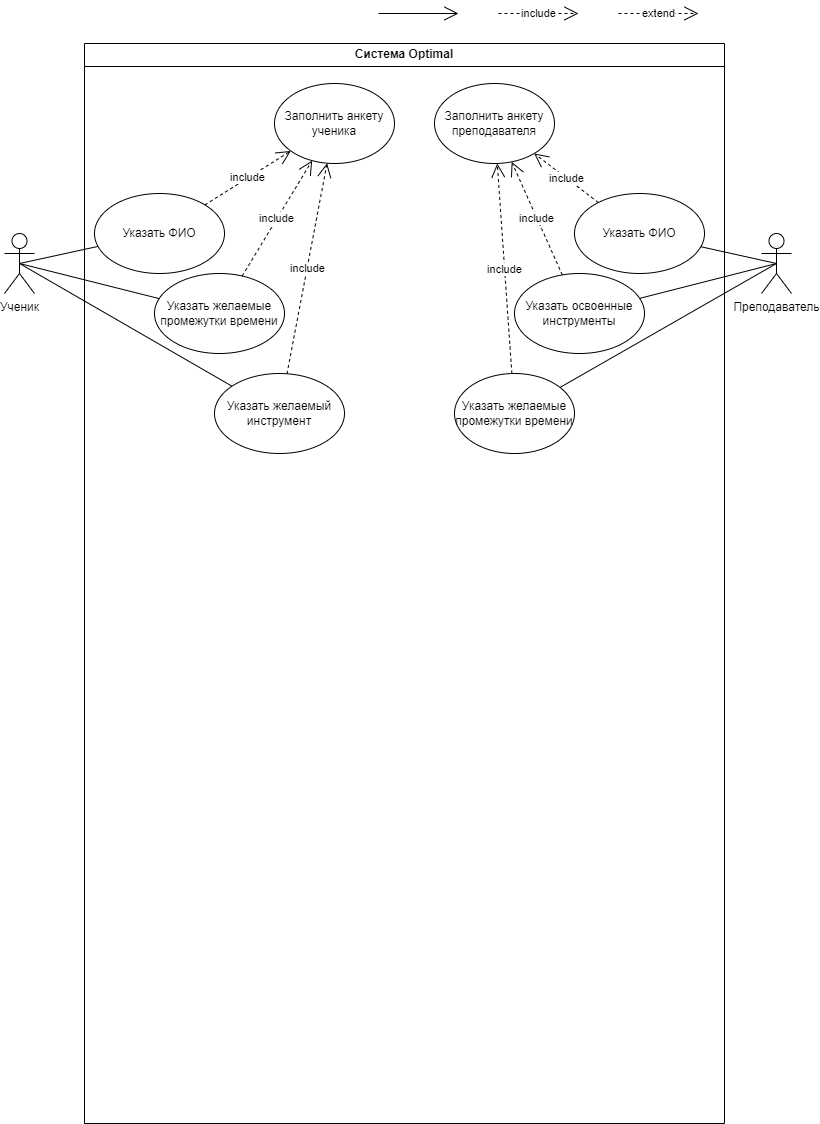 include
extend
Система Optimal
Заполнить анкету
ученика
Заполнить анкету
преподавателя
include
include
include
include
include
include
Указать ФИО
Указать ФИО
Ученик
Преподаватель
Указать желаемые
промежутки времени
Указать освоенные
инструменты
Указать желаемый
инструмент
Указать желаемые
промежутки времени